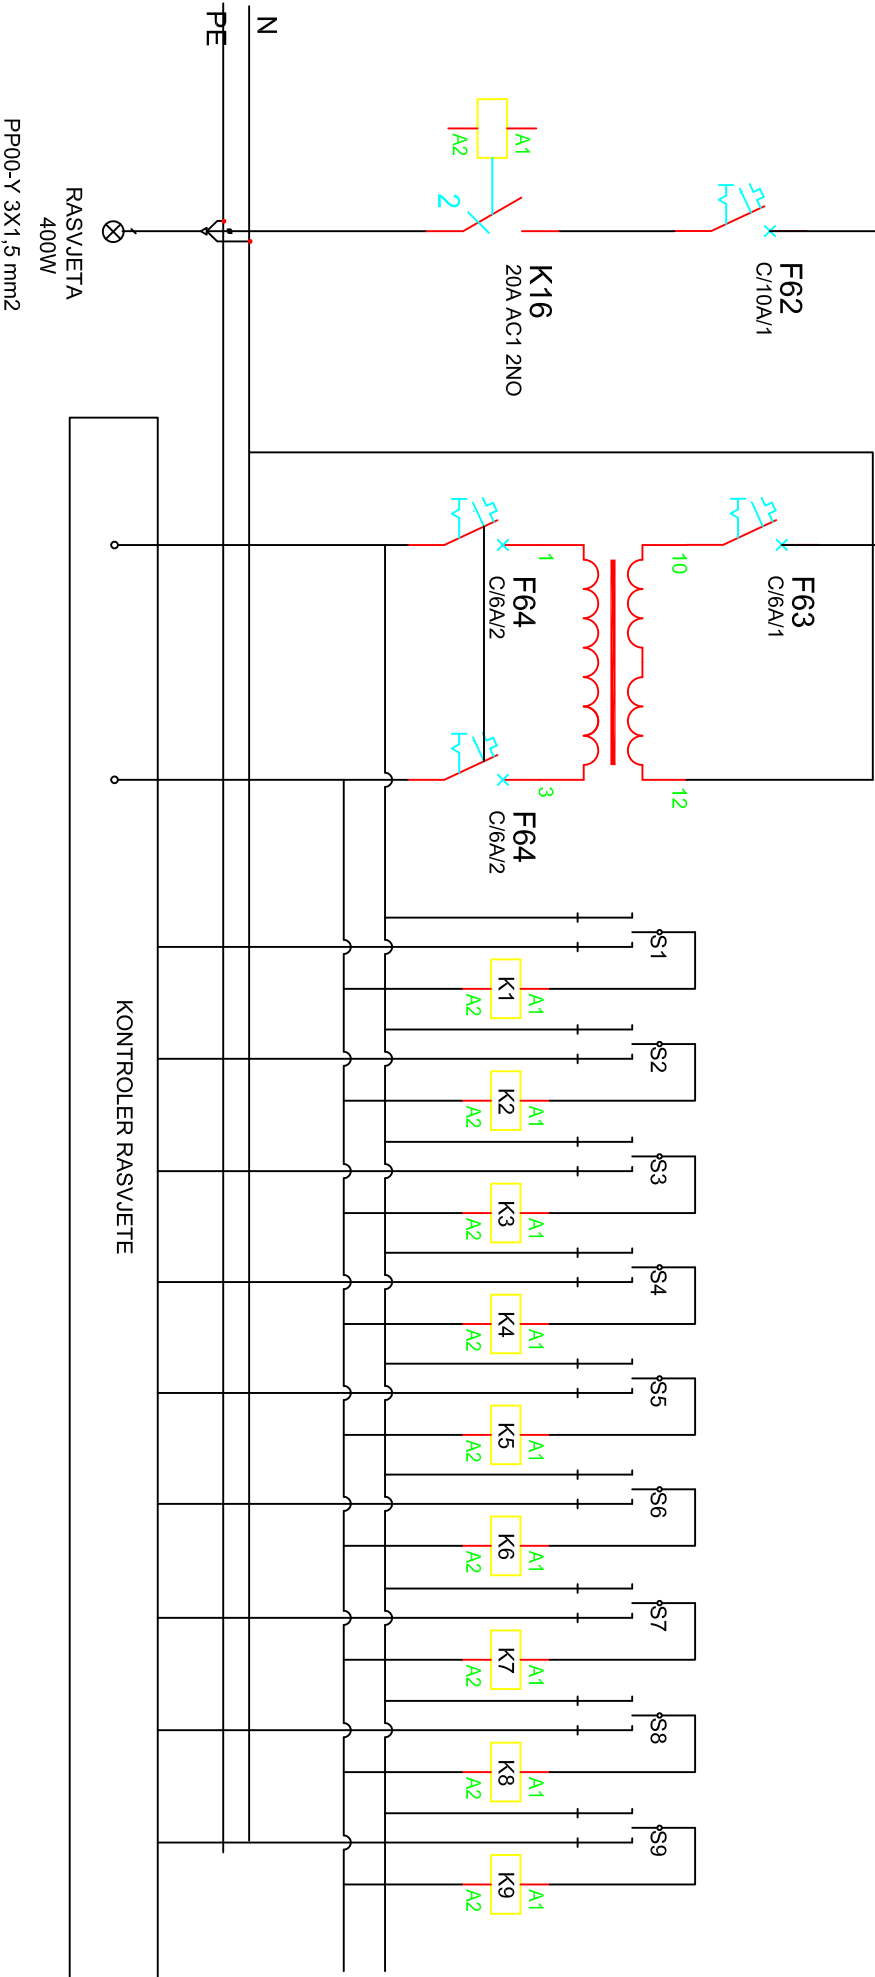 N
PE
F62
C/10A/1
A1
A2
2
K16
20A AC1 2NO
RASVJETA
400W
PP00-Y 3X1,5 mm2
F63
C/6A/1
10
12
1
3
F64
C/6A/2
F64
C/6A/2
S1
K1
A1
A2
S2
K2
A1
A2
S3
K3
A1
A2
S4
K4
A1
A2
S5
K5
A1
A2
S6
K6
A1
A2
S7
K7
A1
A2
S8
K8
A1
A2
S9
K9
A1
A2
KONTROLER RASVJETE